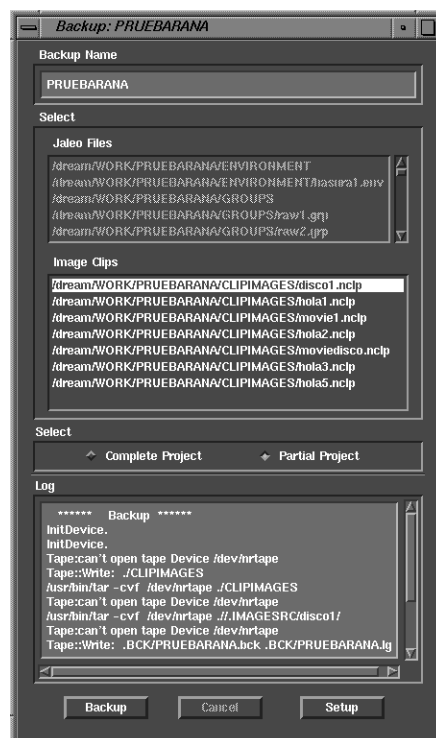 Backup: PRUEBARANA
Backup Name
PRUEBARANA
Select
Jaleo Files
/dream/WORK/PRUEBARANA/ENVIRONMENT
/dream/WORK/PRUEBARANA/ENVIRONMENT/basura1.env
/dream/WORK/PRUEBARANA/GROUPS
/dream/WORK/PRUEBARANA/GROUPS/raw1.grp
/dream/WORK/PRUEBARANA/GROUPS/raw2.grp
Image Clips
/dream/WORK/PRUEBARANA/CLIPIMAGES/disco1.nclp
/dream/WORK/PRUEBARANA/CLIPIMAGES/hola1.nclp
/dream/WORK/PRUEBARANA/CLIPIMAGES/movie1.nclp
/dream/WORK/PRUEBARANA/CLIPIMAGES/hola2.nclp
/dream/WORK/PRUEBARANA/CLIPIMAGES/moviedisco.nclp
/dream/WORK/PRUEBARANA/CLIPIMAGES/hola3.nclp
/dream/WORK/PRUEBARANA/CLIPIMAGES/hola5.nclp
Select
Complete Project Partial Project
Log
****** Backup ******
InitDevice.
InitDevice.
Tape:can't open tape Device /dev/nrtape
Tape::Write: ./CLIPIMAGES
/usr/bin/tar -cvf /dev/nrtape ./CLIPIMAGES
Tape:can't open tape Device /dev/nrtape
/usr/bin/tar -cvf /dev/nrtape .//.IMAGESRC/disco1/
Tape:can't open tape Device /dev/nrtape
Tape::Write: .BCK/PRUEBARANA.bck .BCK/PRUEBARANA.lg
Backup Cancel Setup